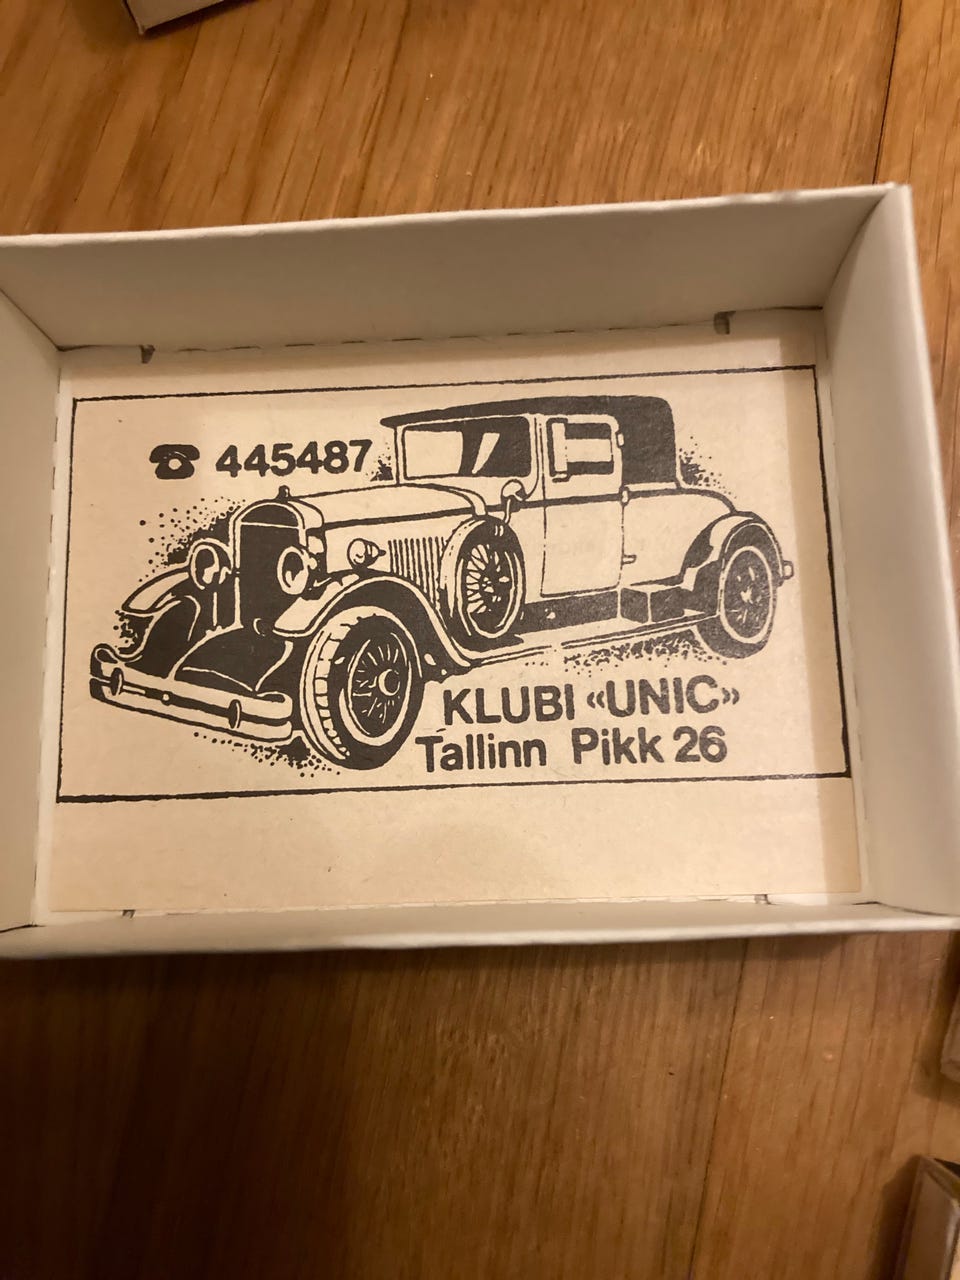 ☎ 445487
KLUBI «UNIC»
Tallinn Pikk 26